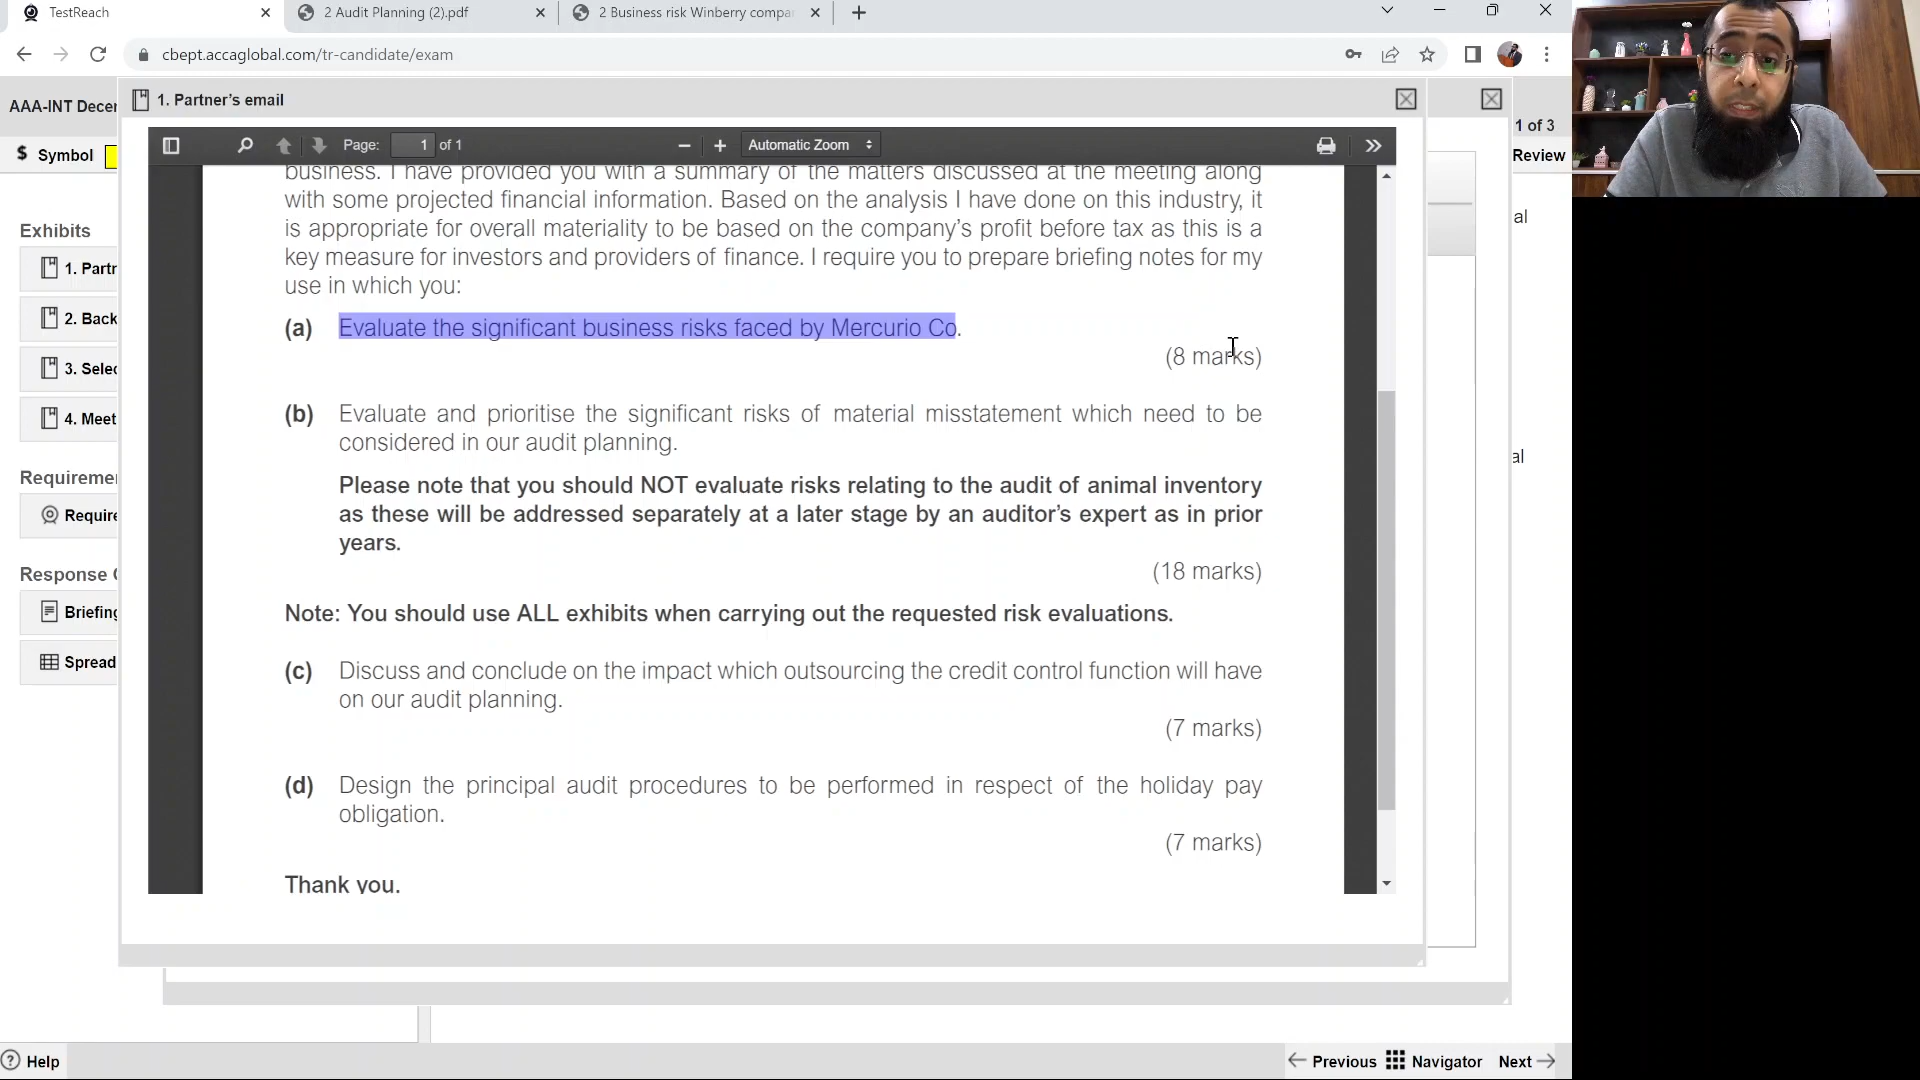 TestReach
2 Audit Planning (2).pdf
2 Business risk Winberry compa
cbept.accaglobal.com/tr-candidate/exam
AAA-INT Decer
1. Partner's email
1 of 3
$ Symbol
Page: 1 of 1
Automatic Zoom
Review
business. I have provided you with a summary of the matters discussed at the meeting along
with some projected financial information. Based on the analysis I have done on this industry, it
is appropriate for overall materiality to be based on the company's profit before tax as this is a
key measure for investors and providers of finance. I require you to prepare briefing notes for my
use in which you:
al
Exhibits
1. Partr
2. Back
3. Selec
4. Meet
(a) Evaluate the significant business risks faced by Mercurio Co.
(8 marks)
(b) Evaluate and prioritise the significant risks of material misstatement which need to be
considered in our audit planning.
al
Please note that you should NOT evaluate risks relating to the audit of animal inventory
as these will be addressed separately at a later stage by an auditor's expert as in prior
years.
(18 marks)
Requiremer
Require
Response
Briefing
Spread
Note: You should use ALL exhibits when carrying out the requested risk evaluations.
(c) Discuss and conclude on the impact which outsourcing the credit control function will have
on our audit planning.
(7 marks)
(d) Design the principal audit procedures to be performed in respect of the holiday pay
obligation.
(7 marks)
Thank you.
Help
Previous
Navigator
Next